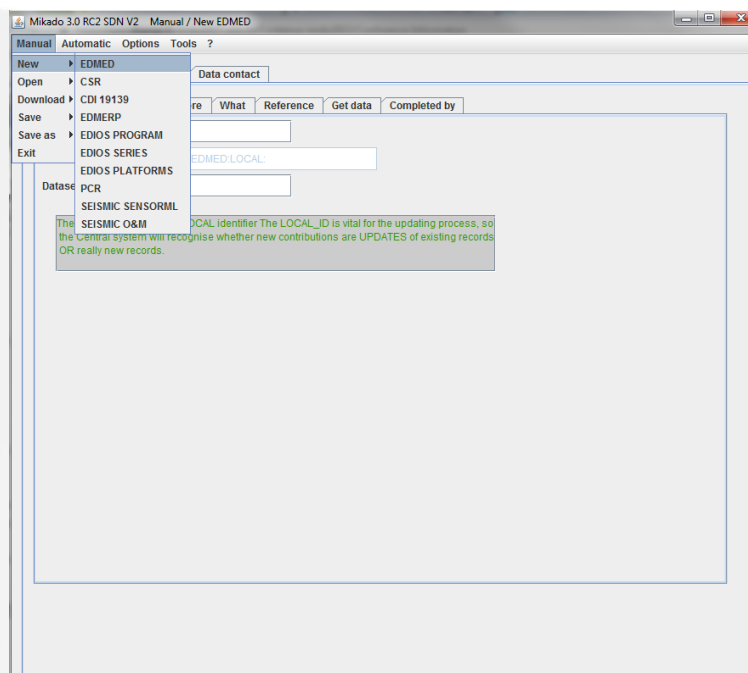 Mikado 3.0 RC2 SDN V2 Manual / New EDMED
Manual Automatic Options Tools ?
New EDMED
Data contact
Open CSR
Download CDI 19139
re What Reference Get data Completed by
Save EDMERP
Save as EDIOS PROGRAM
Exit EDIOS SERIES
EDMED:LOCAL:
EDIOS PLATFORMS
Datase PCR
SEISMIC SENSORML
SEISMIC O&M
The OCAL identifier The LOCAL_ID is vital for the updating process, so
the Central system will recognise whether new contributions are UPDATES of existing records
OR really new records.